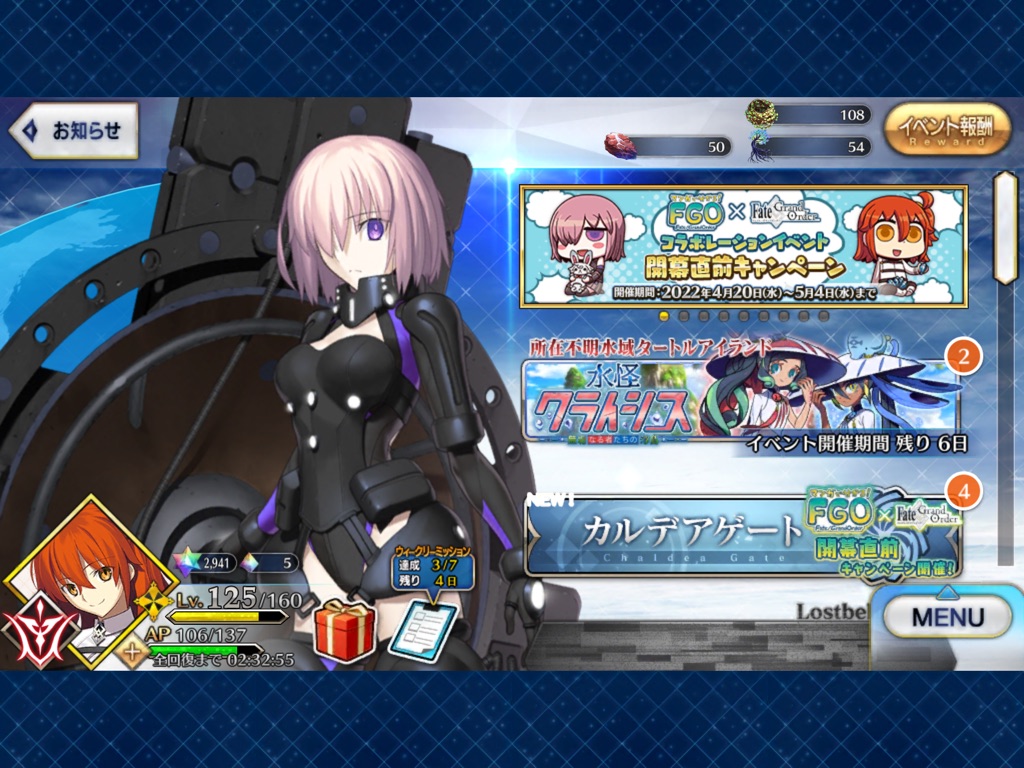 お知らせ
108
50
54
イベント報酬
Reward
FGO × Fate Grand Order
コラボレーションイベント
開幕直前キャンペーン
開催期間:2022年4月20日(水)~5月4日(水)まで
所在不明水域タートルアイランド
2
水怪
クライシス
なる者たちの
イベント開催期間 残り 6日
4
NEW!
カルデアゲート
Chaldea Gate
FGO × Fate Grand Order
開幕直前
キャンペーン開催!
2,941
5
ウィークリーミッション
達成 3/7
残り 4日
Lv. 125/160
AP 106/137
全回復まで 02:32:55
Lostbel
MENU